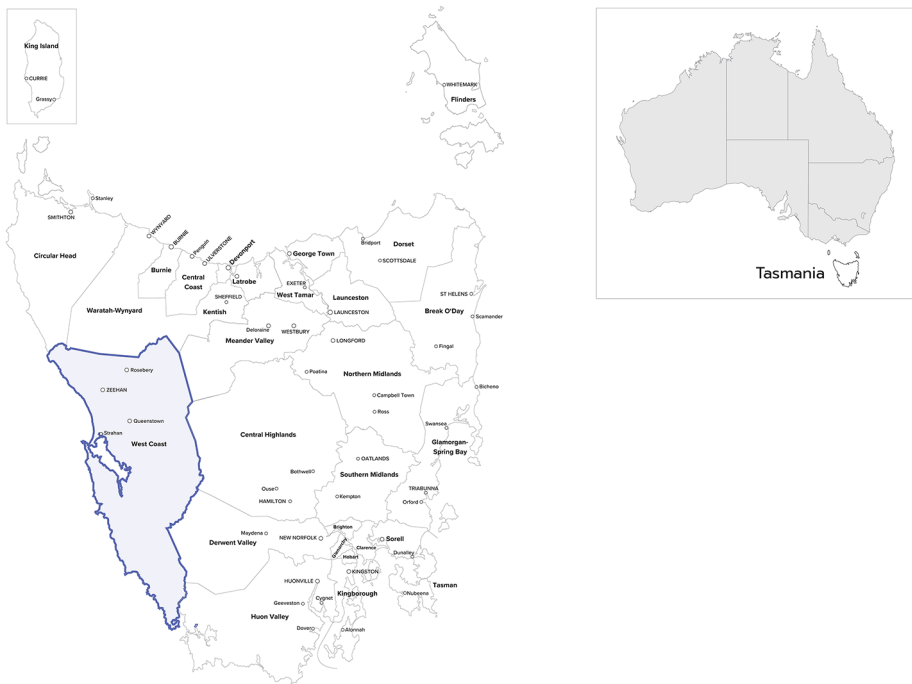 King Island
CURRIE
Grassy
WHITEMARK
Flinders
Tasmania
Stanley
SMITHTON
WYNYARD
BURNIE
Penguin
ULVERSTONE
Devonport
Circular Head
Burnie
Central
Coast
Latrobe
George Town
Bridport
Dorset
SCOTTSDALE
SHEFFIELD
Kentish
EXETER
West Tamar
Launceston
LAUNCESTON
ST HELENS
Break O'Day
Scamander
Waratah-Wynyard
Deloraine
WESTBURY
Meander Valley
LONGFORD
Fingal
Rosebery
Poatina
Northern Midlands
ZEEHAN
Bicheno
Campbell Town
Ross
Queenstown
Strahan
West Coast
Central Highlands
Swansea
Glamorgan-
Spring Bay
OATLANDS
Bothwell
Southern Midlands
Ouse
HAMILTON
Kempton
TRIABUNNA
Orford
Maydena
Derwent Valley
NEW NORFOLK
Brighton
Glenorchy
Sorell
Clarence
Hobart
Dunalley
KINGSTON
HUONVILLE
Kingborough
Tasman
Nubeena
Cygnet
Geeveston
Huon Valley
Dover
Alonnah